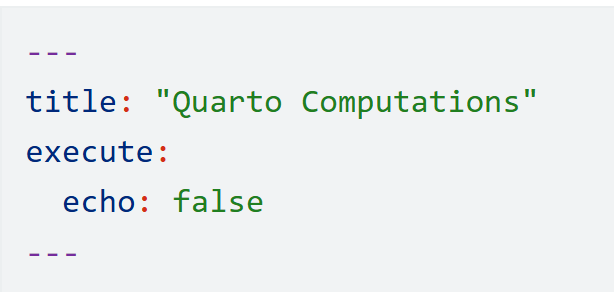 ---
title: "Quarto Computations"
execute:
  echo: false
---